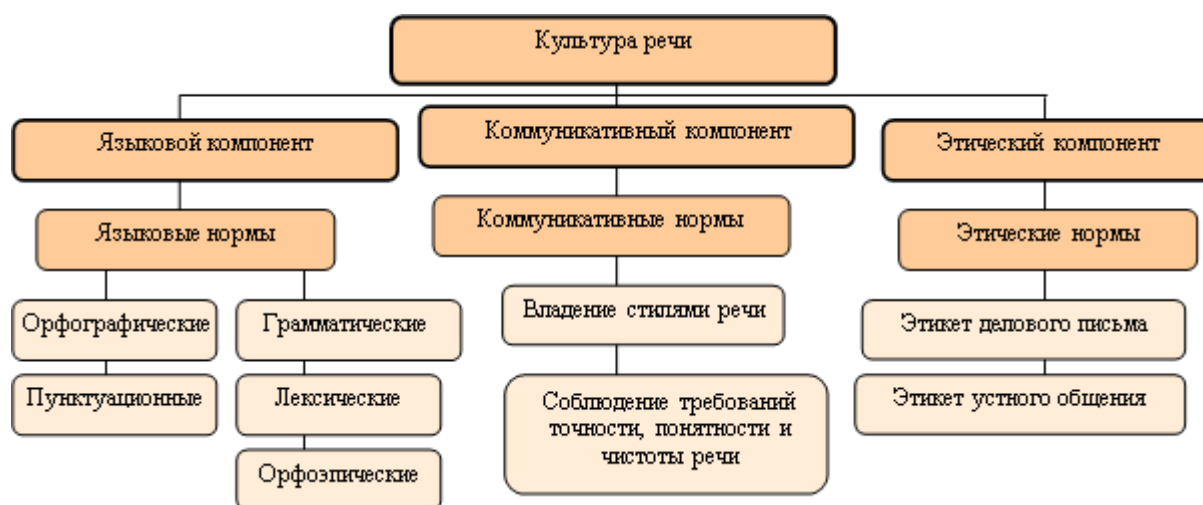 Культура речи
Языковой компонент
Коммуникативный компонент
Этический компонент
Языковые нормы
Коммуникативные нормы
Этические нормы
Орфографические
Грамматические
Владение стилями речи
Этикет делового письма
Пунктуационные
Лексические
Соблюдение требований
точности, понятности и
чистоты речи
Этикет устного общения
Орфоэпические